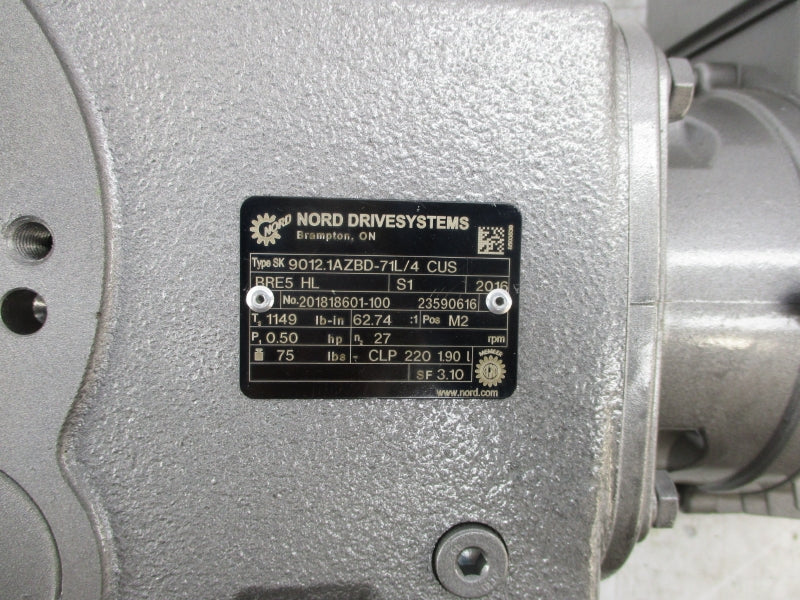 NORD NORD DRIVESYSTEMS
Brampton, ON
Type SK 9012.1AZBD-71L/4 CUS
BRE5 HL S1 2016
No. 201818601-100 23590616
T2 1149 lb-in 62.74 :1 Pos M2
P1 0.50 hp n2 27 rpm
75 lbs CLP 220 1.90 l
SF 3.10
www.nord.com